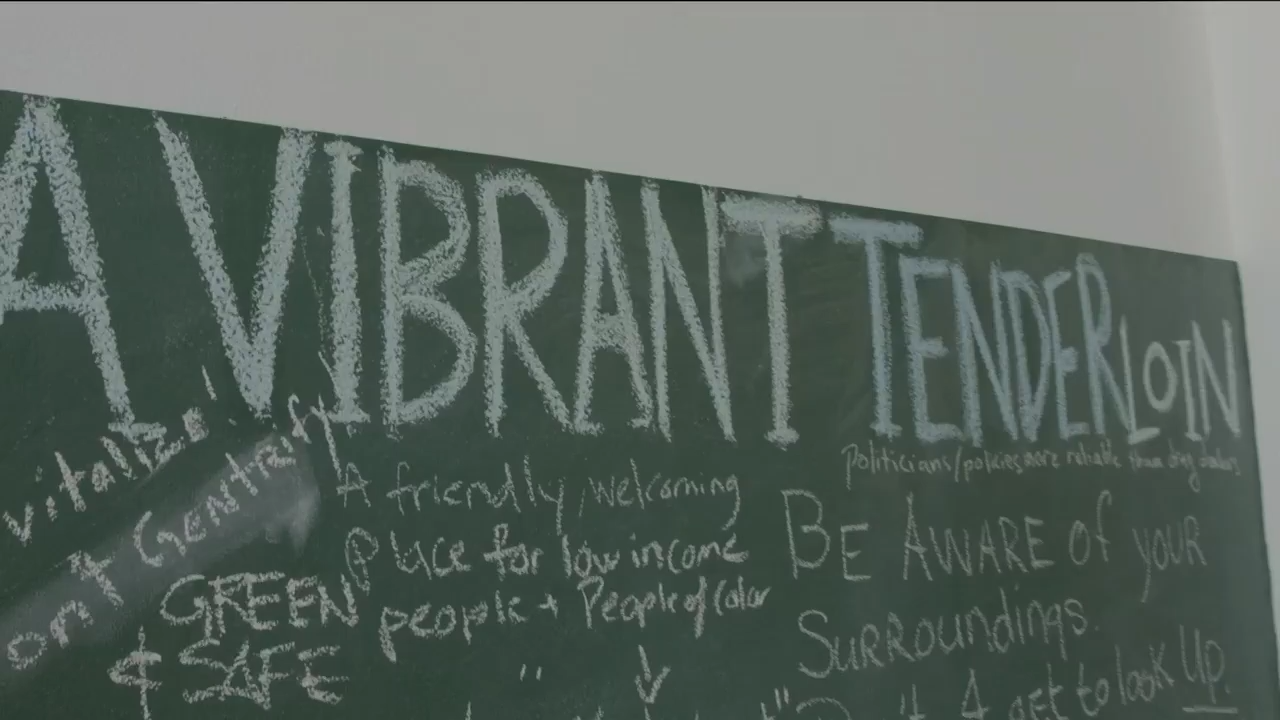 A VIBRANT TENDERLOIN
vitalize
on't Gentrify
GREEN
& SAFE
A friendly, welcoming
Place for low income
people + People of Color
" ↓
Politicians/policies more reliable than drug dealers
BE AWARE Of YOUR
SURROUNDINGS.
4 get to look UP.